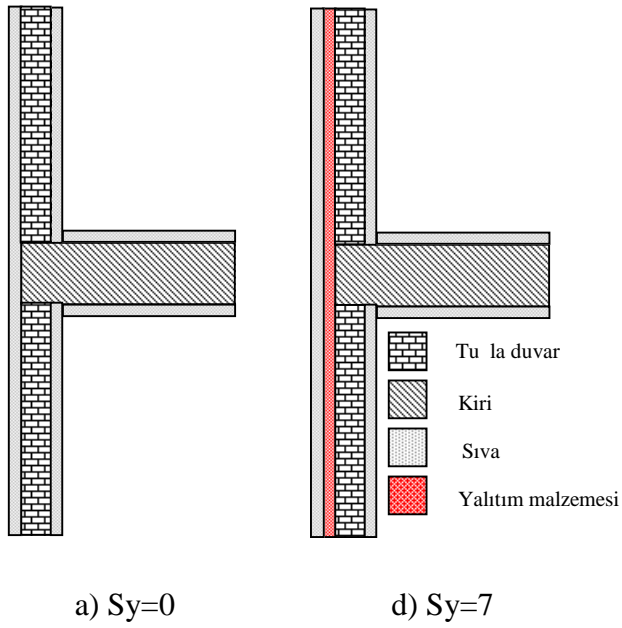 Tu la duvar
Kiri
Sıva
Yalıtım malzemesi
a) Sy=0
d) Sy=7